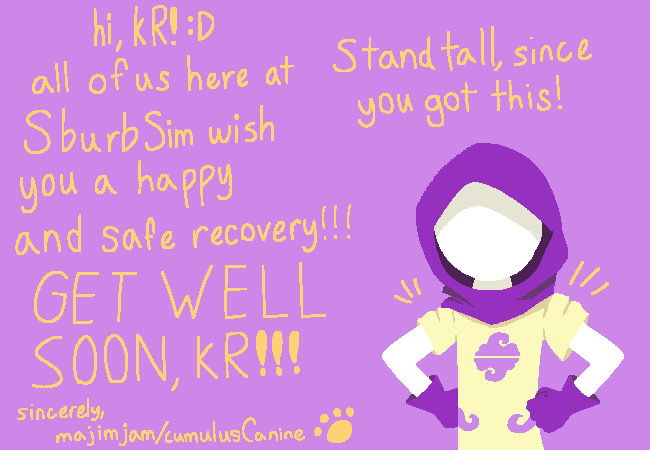 hi, KR! :D
all of us here at
SburbSim wish
you a happy
and safe recovery!!!
GET WELL
SOON, KR!!!
sincerely,
majimjam/cumulusCanine
Stand tall, since
you got this!